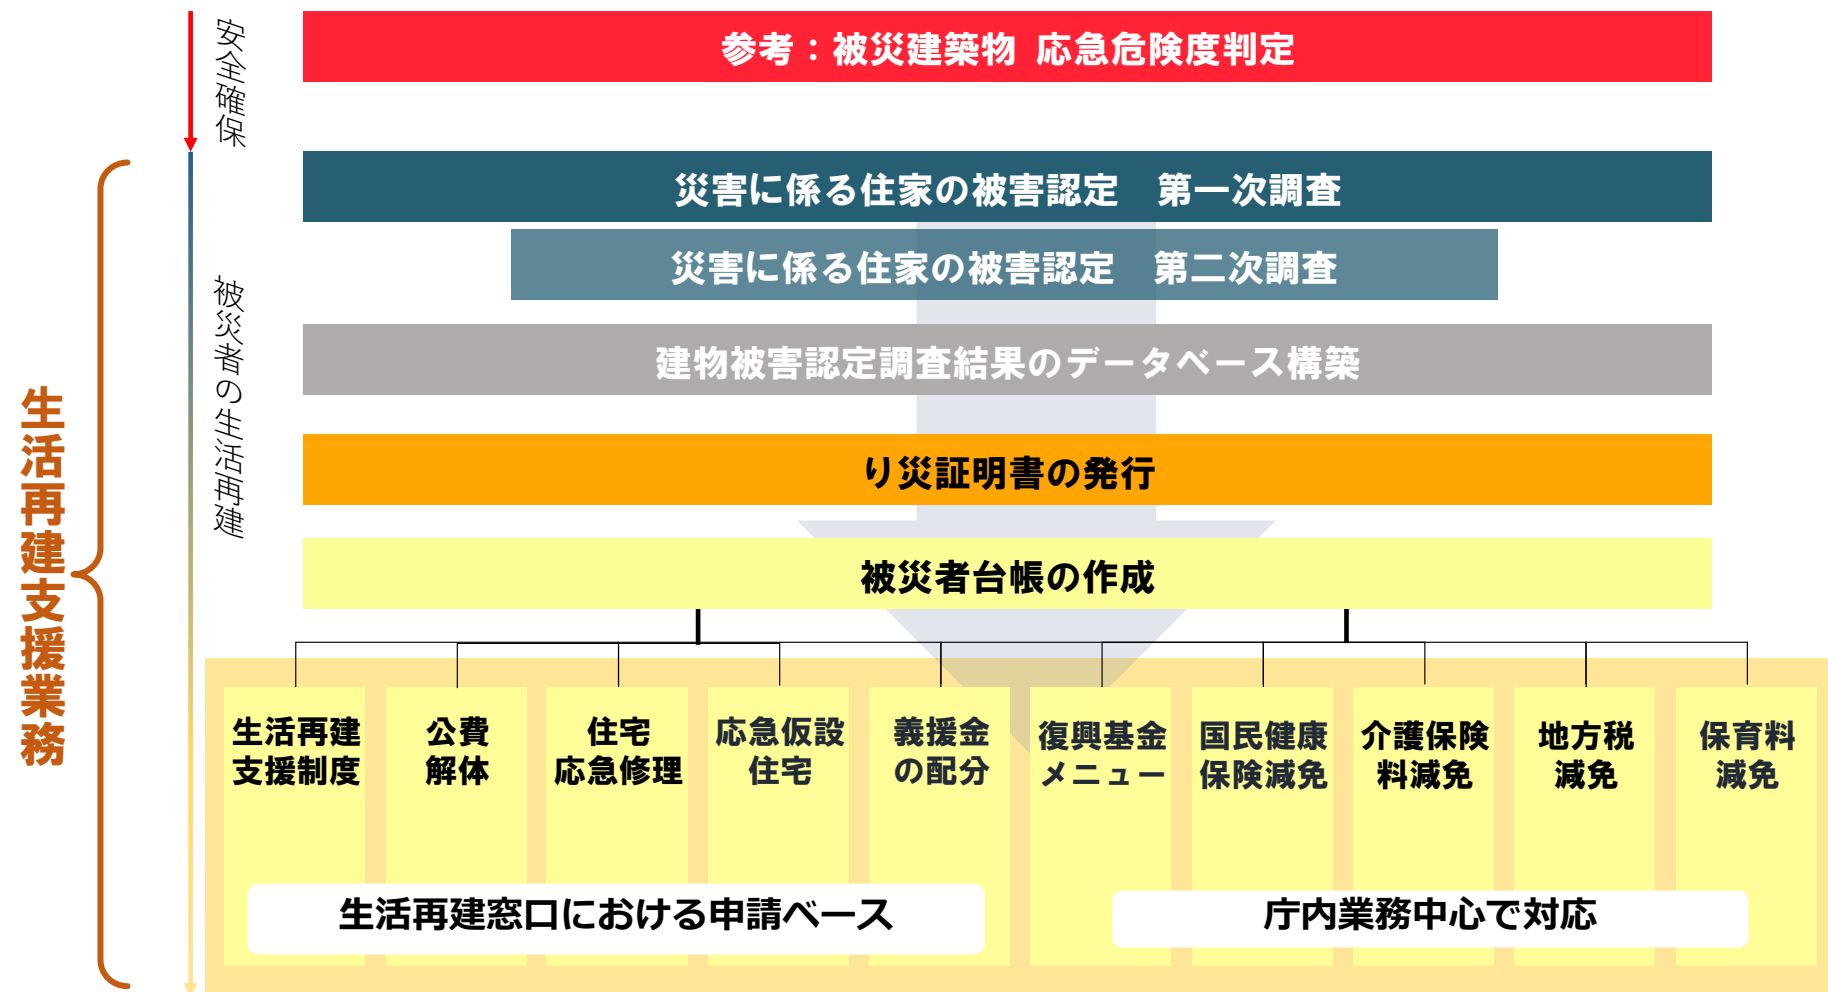 安全確保
参考：被災建築物 応急危険度判定
生活再建支援業務
被災者の生活再建
災害に係る住家の被害認定　第一次調査
災害に係る住家の被害認定　第二次調査
建物被害認定調査結果のデータベース構築
り災証明書の発行
被災者台帳の作成
生活再建
支援制度
公費
解体
住宅
応急修理
応急仮設
住宅
義援金
の配分
復興基金
メニュー
国民健康
保険減免
介護保険
料減免
地方税
減免
保育料
減免
生活再建窓口における申請ベース
庁内業務中心で対応